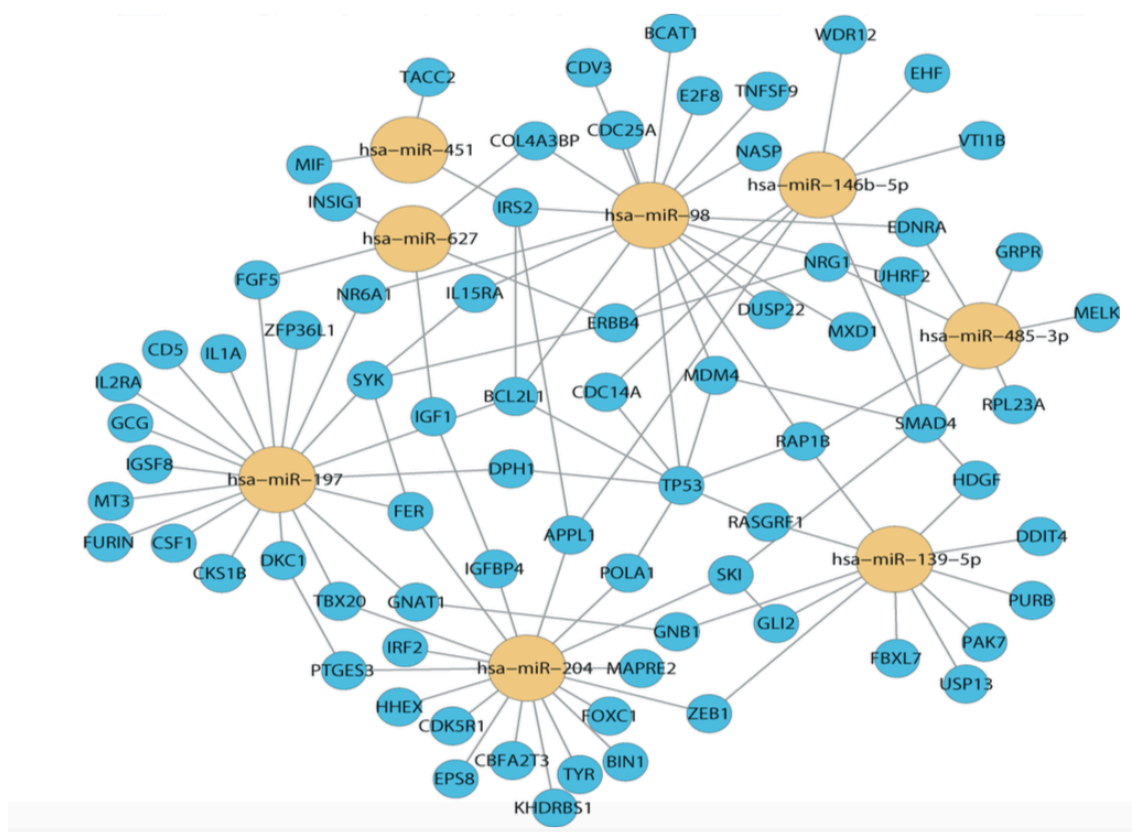 BCAT1
WDR12
CDV3
EHF
TACC2
E2F8
TNFSF9
CDC25A
COL4A3BP
VTI1B
hsa−miR−451
NASP
MIF
hsa−miR−146b−5p
INSIG1
IRS2
hsa−miR−98
EDNRA
hsa−miR−627
GRPR
NRG1
UHRF2
FGF5
NR6A1
IL15RA
DUSP22
MELK
ZFP36L1
ERBB4
MXD1
hsa−miR−485−3p
CD5
IL1A
IL2RA
SYK
MDM4
CDC14A
BCL2L1
RPL23A
GCG
IGF1
SMAD4
RAP1B
IGSF8
DPH1
hsa−miR−197
TP53
HDGF
MT3
FER
RASGRF1
FURIN
CSF1
APPL1
DDIT4
DKC1
hsa−miR−139−5p
CKS1B
IGFBP4
POLA1
SKI
TBX20
GNAT1
PURB
GNB1
GLI2
IRF2
PAK7
FBXL7
PTGES3
hsa−miR−204
MAPRE2
USP13
HHEX
FOXC1
ZEB1
CDK5R1
CBFA2T3
BIN1
EPS8
TYR
KHDRBS1